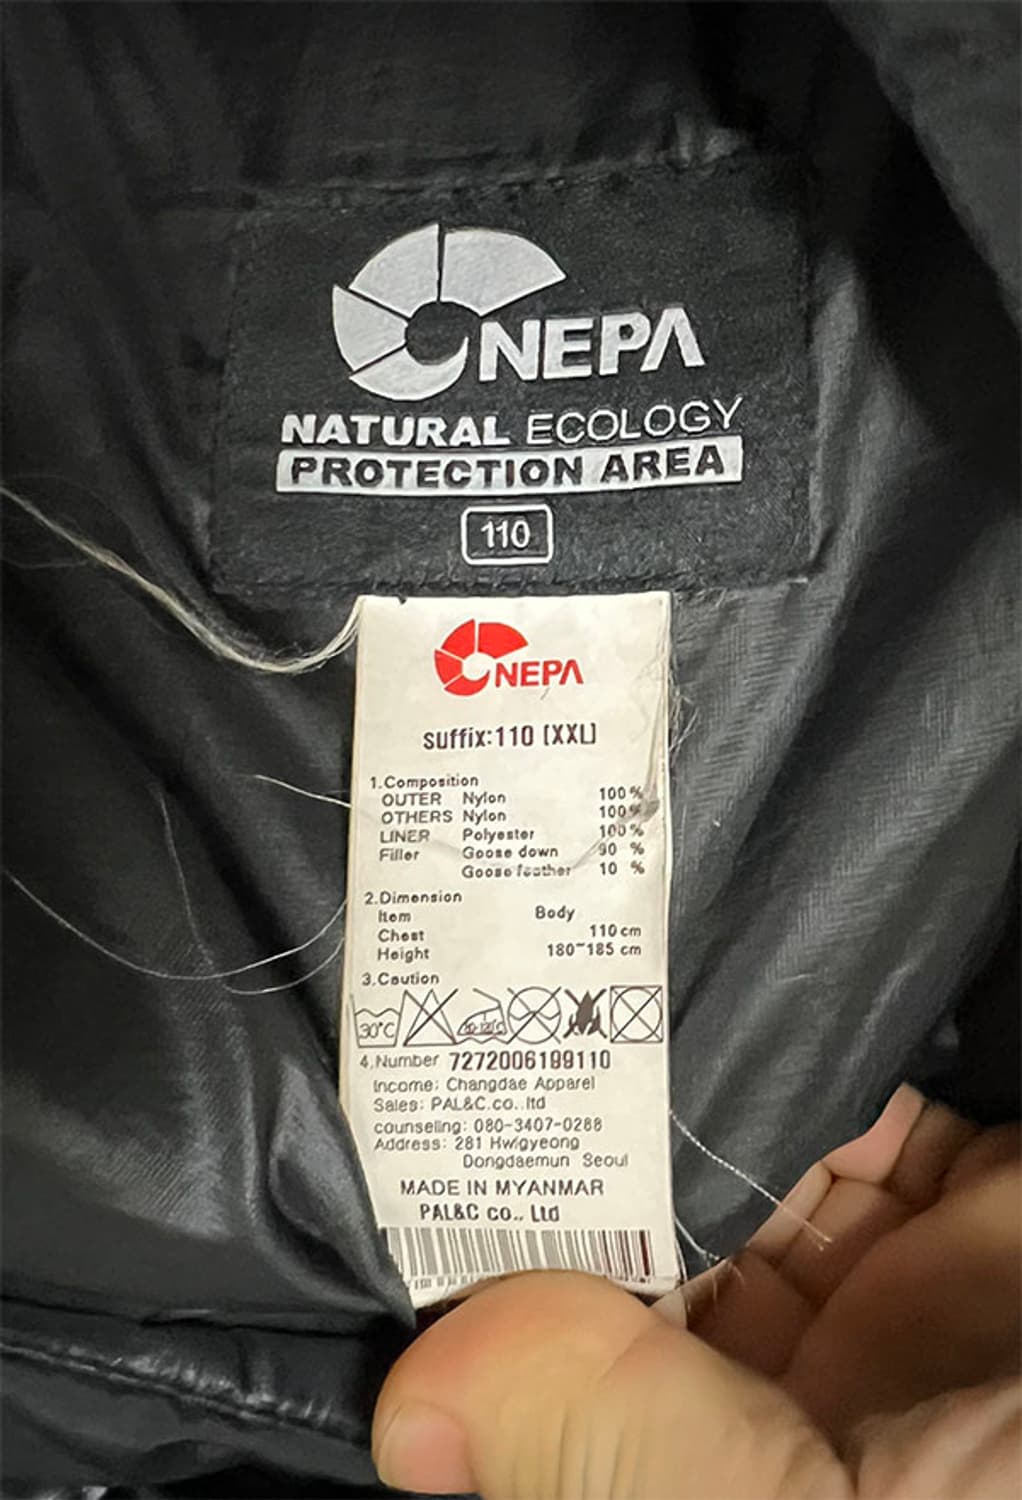 NEPA
NATURAL ECOLOGY
PROTECTION AREA
110
NEPA
suffix:110 [XXL]
1.Composition
OUTER Nylon 100%
OTHERS Nylon 100%
LINER Polyester 100%
Filler Goose down 90 %
Goose feather 10 %
2.Dimension
Item Body
Chest 110cm
Height 180~185 cm
3.Caution
30°C
4.Number 7272006199110
Income: Changdae Apparel
Sales: PAL&C.co..ltd
counseling: 080-3407-0288
Address: 281 Hwigyeong
Dongdaemun Seoul
MADE IN MYANMAR
PAL&C co., Ltd